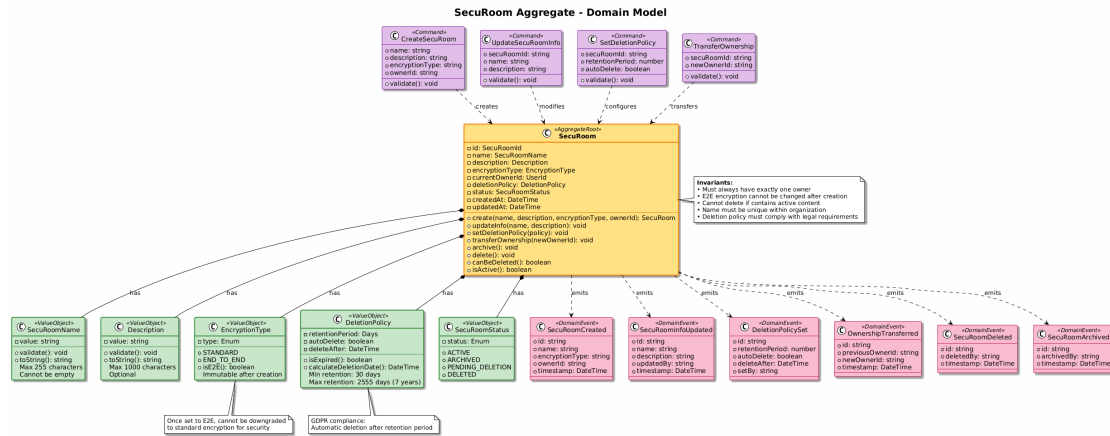 SecuRoom Aggregate - Domain Model
«Command»
CreateSecuRoom
name: string
description: string
encryptionType: string
ownerId: string
validate(): void
«Command»
UpdateSecuRoomInfo
secuRoomId: string
name: string
description: string
validate(): void
«Command»
SetDeletionPolicy
secuRoomId: string
retentionPeriod: number
autoDelete: boolean
validate(): void
«Command»
TransferOwnership
secuRoomId: string
newOwnerId: string
validate(): void
creates
modifies
configures
transfers
«AggregateRoot»
SecuRoom
id: SecuRoomId
name: SecuRoomName
description: Description
encryptionType: EncryptionType
currentOwnerId: UserId
deletionPolicy: DeletionPolicy
status: SecuRoomStatus
createdAt: DateTime
updatedAt: DateTime
create(name, description, encryptionType, ownerId): SecuRoom
updateInfo(name, description): void
setDeletionPolicy(policy): void
transferOwnership(newOwnerId): void
archive(): void
delete(): void
canBeDeleted(): boolean
isActive(): boolean
Invariants:
• Must always have exactly one owner
• E2E encryption cannot be changed after creation
• Cannot delete if contains active content
• Name must be unique within organization
• Deletion policy must comply with legal requirements
has
has
has
has
has
emits
emits
emits
emits
emits
emits
«ValueObject»
SecuRoomName
value: string
validate(): void
toString(): string
Max 255 characters
Cannot be empty
«ValueObject»
Description
value: string
validate(): void
toString(): string
Max 1000 characters
Optional
«ValueObject»
EncryptionType
type: Enum
STANDARD
END_TO_END
isE2E(): boolean
Immutable after creation
«ValueObject»
DeletionPolicy
retentionPeriod: Days
autoDelete: boolean
deleteAfter: DateTime
isExpired(): boolean
calculateDeletionDate(): DateTime
Min retention: 30 days
Max retention: 2555 days (7 years)
«ValueObject»
SecuRoomStatus
status: Enum
ACTIVE
ARCHIVED
PENDING_DELETION
DELETED
«DomainEvent»
SecuRoomCreated
id: string
name: string
encryptionType: string
ownerId: string
timestamp: DateTime
«DomainEvent»
SecuRoomInfoUpdated
id: string
name: string
description: string
updatedBy: string
timestamp: DateTime
«DomainEvent»
DeletionPolicySet
id: string
retentionPeriod: number
autoDelete: boolean
deleteAfter: DateTime
setBy: string
«DomainEvent»
OwnershipTransferred
id: string
previousOwnerId: string
newOwnerId: string
timestamp: DateTime
«DomainEvent»
SecuRoomDeleted
id: string
deletedBy: string
timestamp: DateTime
«DomainEvent»
SecuRoomArchived
id: string
archivedBy: string
timestamp: DateTime
Once set to E2E, cannot be downgraded
to standard encryption for security
GDPR compliance:
Automatic deletion after retention period